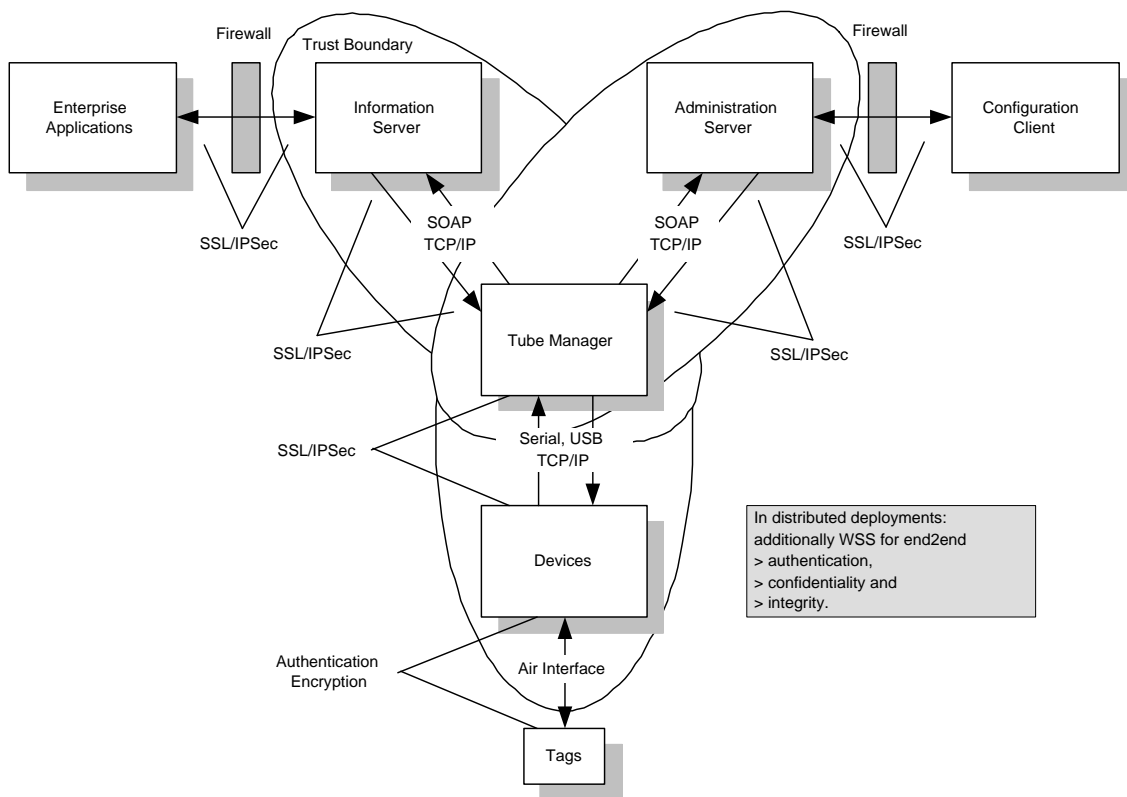 Firewall
Trust Boundary
Firewall
Enterprise
Applications
Information
Server
Administration
Server
Configuration
Client
SSL/IPSec
SOAP
TCP/IP
SOAP
TCP/IP
SSL/IPSec
SSL/IPSec
Tube Manager
SSL/IPSec
SSL/IPSec
Serial, USB
TCP/IP
Devices
In distributed deployments:
additionally WSS for end2end
> authentication,
> confidentiality and
> integrity.
Authentication
Encryption
Air Interface
Tags